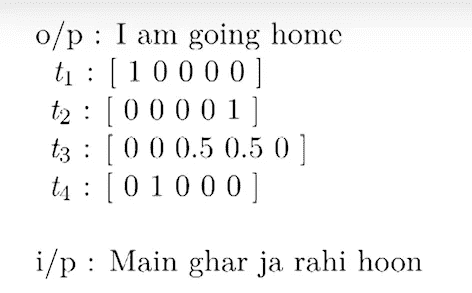 o/p : I am going home
t₁ : [ 1 0 0 0 0 ]
t₂ : [ 0 0 0 0 1 ]
t₃ : [ 0 0 0.5 0.5 0 ]
t₄ : [ 0 1 0 0 0 ]
i/p : Main ghar ja rahi hoon